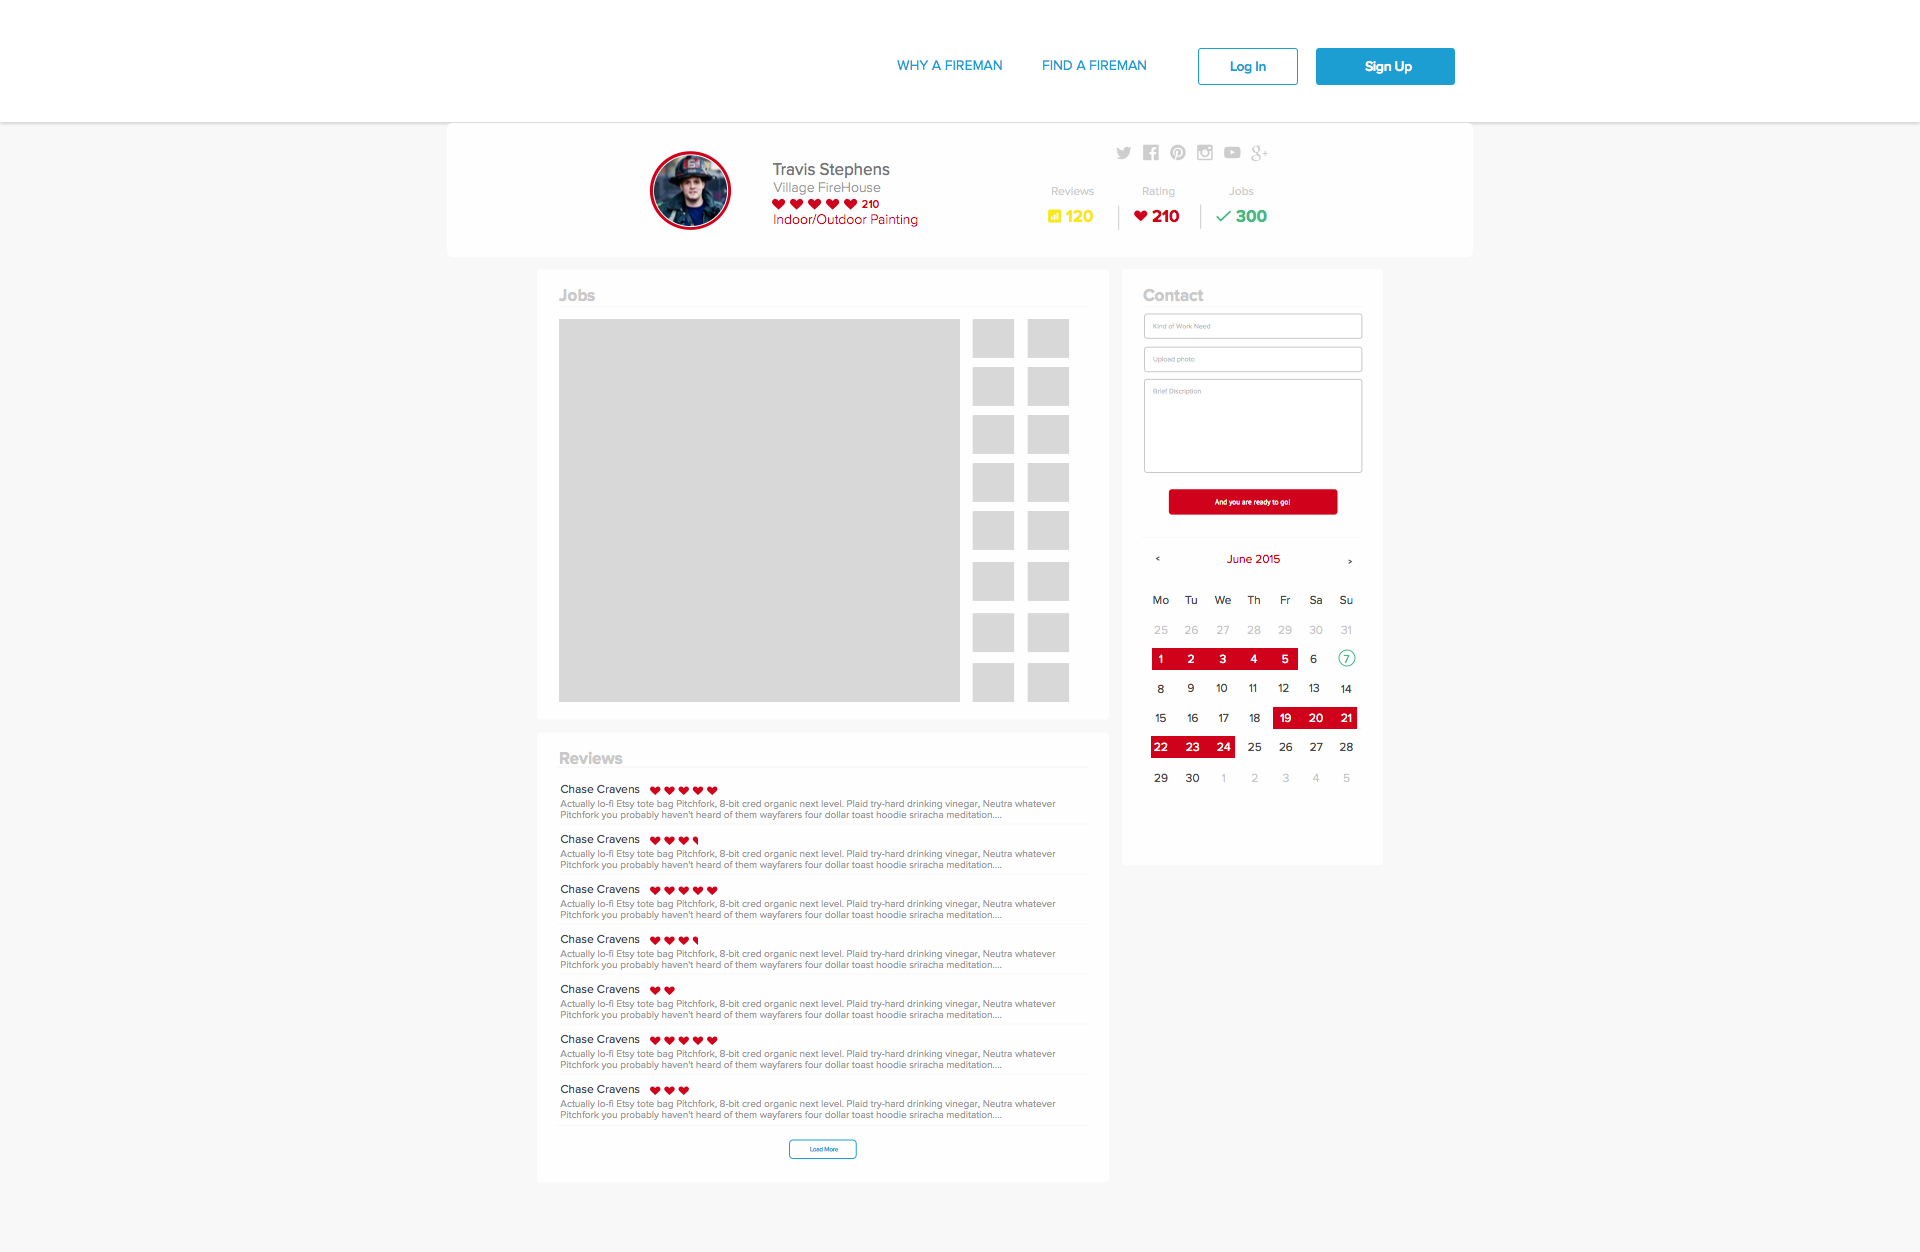 WHY A FIREMAN
FIND A FIREMAN
Log In
Sign Up
Travis Stephens
Village FireHouse
210
Indoor/Outdoor Painting
Reviews
Rating
Jobs
120
210
300
Jobs
Reviews
Chase Cravens
Actually lo-fi Etsy tote bag Pitchfork, 8-bit cred organic next level. Plaid try-hard drinking vinegar, Neutra whatever
Pitchfork you probably haven't heard of them wayfarers four dollar toast hoodie sriracha meditation....
Chase Cravens
Actually lo-fi Etsy tote bag Pitchfork, 8-bit cred organic next level. Plaid try-hard drinking vinegar, Neutra whatever
Pitchfork you probably haven't heard of them wayfarers four dollar toast hoodie sriracha meditation....
Chase Cravens
Actually lo-fi Etsy tote bag Pitchfork, 8-bit cred organic next level. Plaid try-hard drinking vinegar, Neutra whatever
Pitchfork you probably haven't heard of them wayfarers four dollar toast hoodie sriracha meditation....
Chase Cravens
Actually lo-fi Etsy tote bag Pitchfork, 8-bit cred organic next level. Plaid try-hard drinking vinegar, Neutra whatever
Pitchfork you probably haven't heard of them wayfarers four dollar toast hoodie sriracha meditation....
Chase Cravens
Actually lo-fi Etsy tote bag Pitchfork, 8-bit cred organic next level. Plaid try-hard drinking vinegar, Neutra whatever
Pitchfork you probably haven't heard of them wayfarers four dollar toast hoodie sriracha meditation....
Chase Cravens
Actually lo-fi Etsy tote bag Pitchfork, 8-bit cred organic next level. Plaid try-hard drinking vinegar, Neutra whatever
Pitchfork you probably haven't heard of them wayfarers four dollar toast hoodie sriracha meditation....
Chase Cravens
Actually lo-fi Etsy tote bag Pitchfork, 8-bit cred organic next level. Plaid try-hard drinking vinegar, Neutra whatever
Pitchfork you probably haven't heard of them wayfarers four dollar toast hoodie sriracha meditation....
Load More
Contact
Kind of Work Need
Upload photo
Brief Discription
And you are ready to go!
< June 2015 >
Mo Tu We Th Fr Sa Su
25 26 27 28 29 30 31
1 2 3 4 5 6 7
8 9 10 11 12 13 14
15 16 17 18 19 20 21
22 23 24 25 26 27 28
29 30 1 2 3 4 5